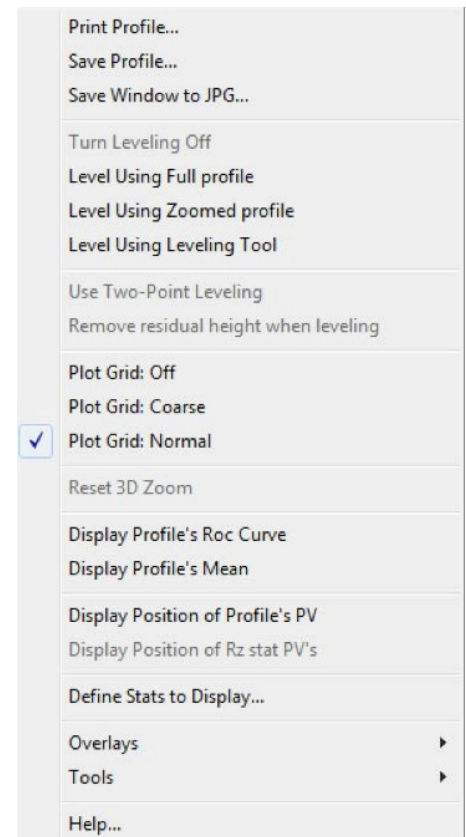 Print Profile...
Save Profile...
Save Window to JPG...
Turn Leveling Off
Level Using Full profile
Level Using Zoomed profile
Level Using Leveling Tool
Use Two-Point Leveling
Remove residual height when leveling
Plot Grid: Off
Plot Grid: Coarse
Plot Grid: Normal
Reset 3D Zoom
Display Profile's Roc Curve
Display Profile's Mean
Display Position of Profile's PV
Display Position of Rz stat PV's
Define Stats to Display...
Overlays
Tools
Help...